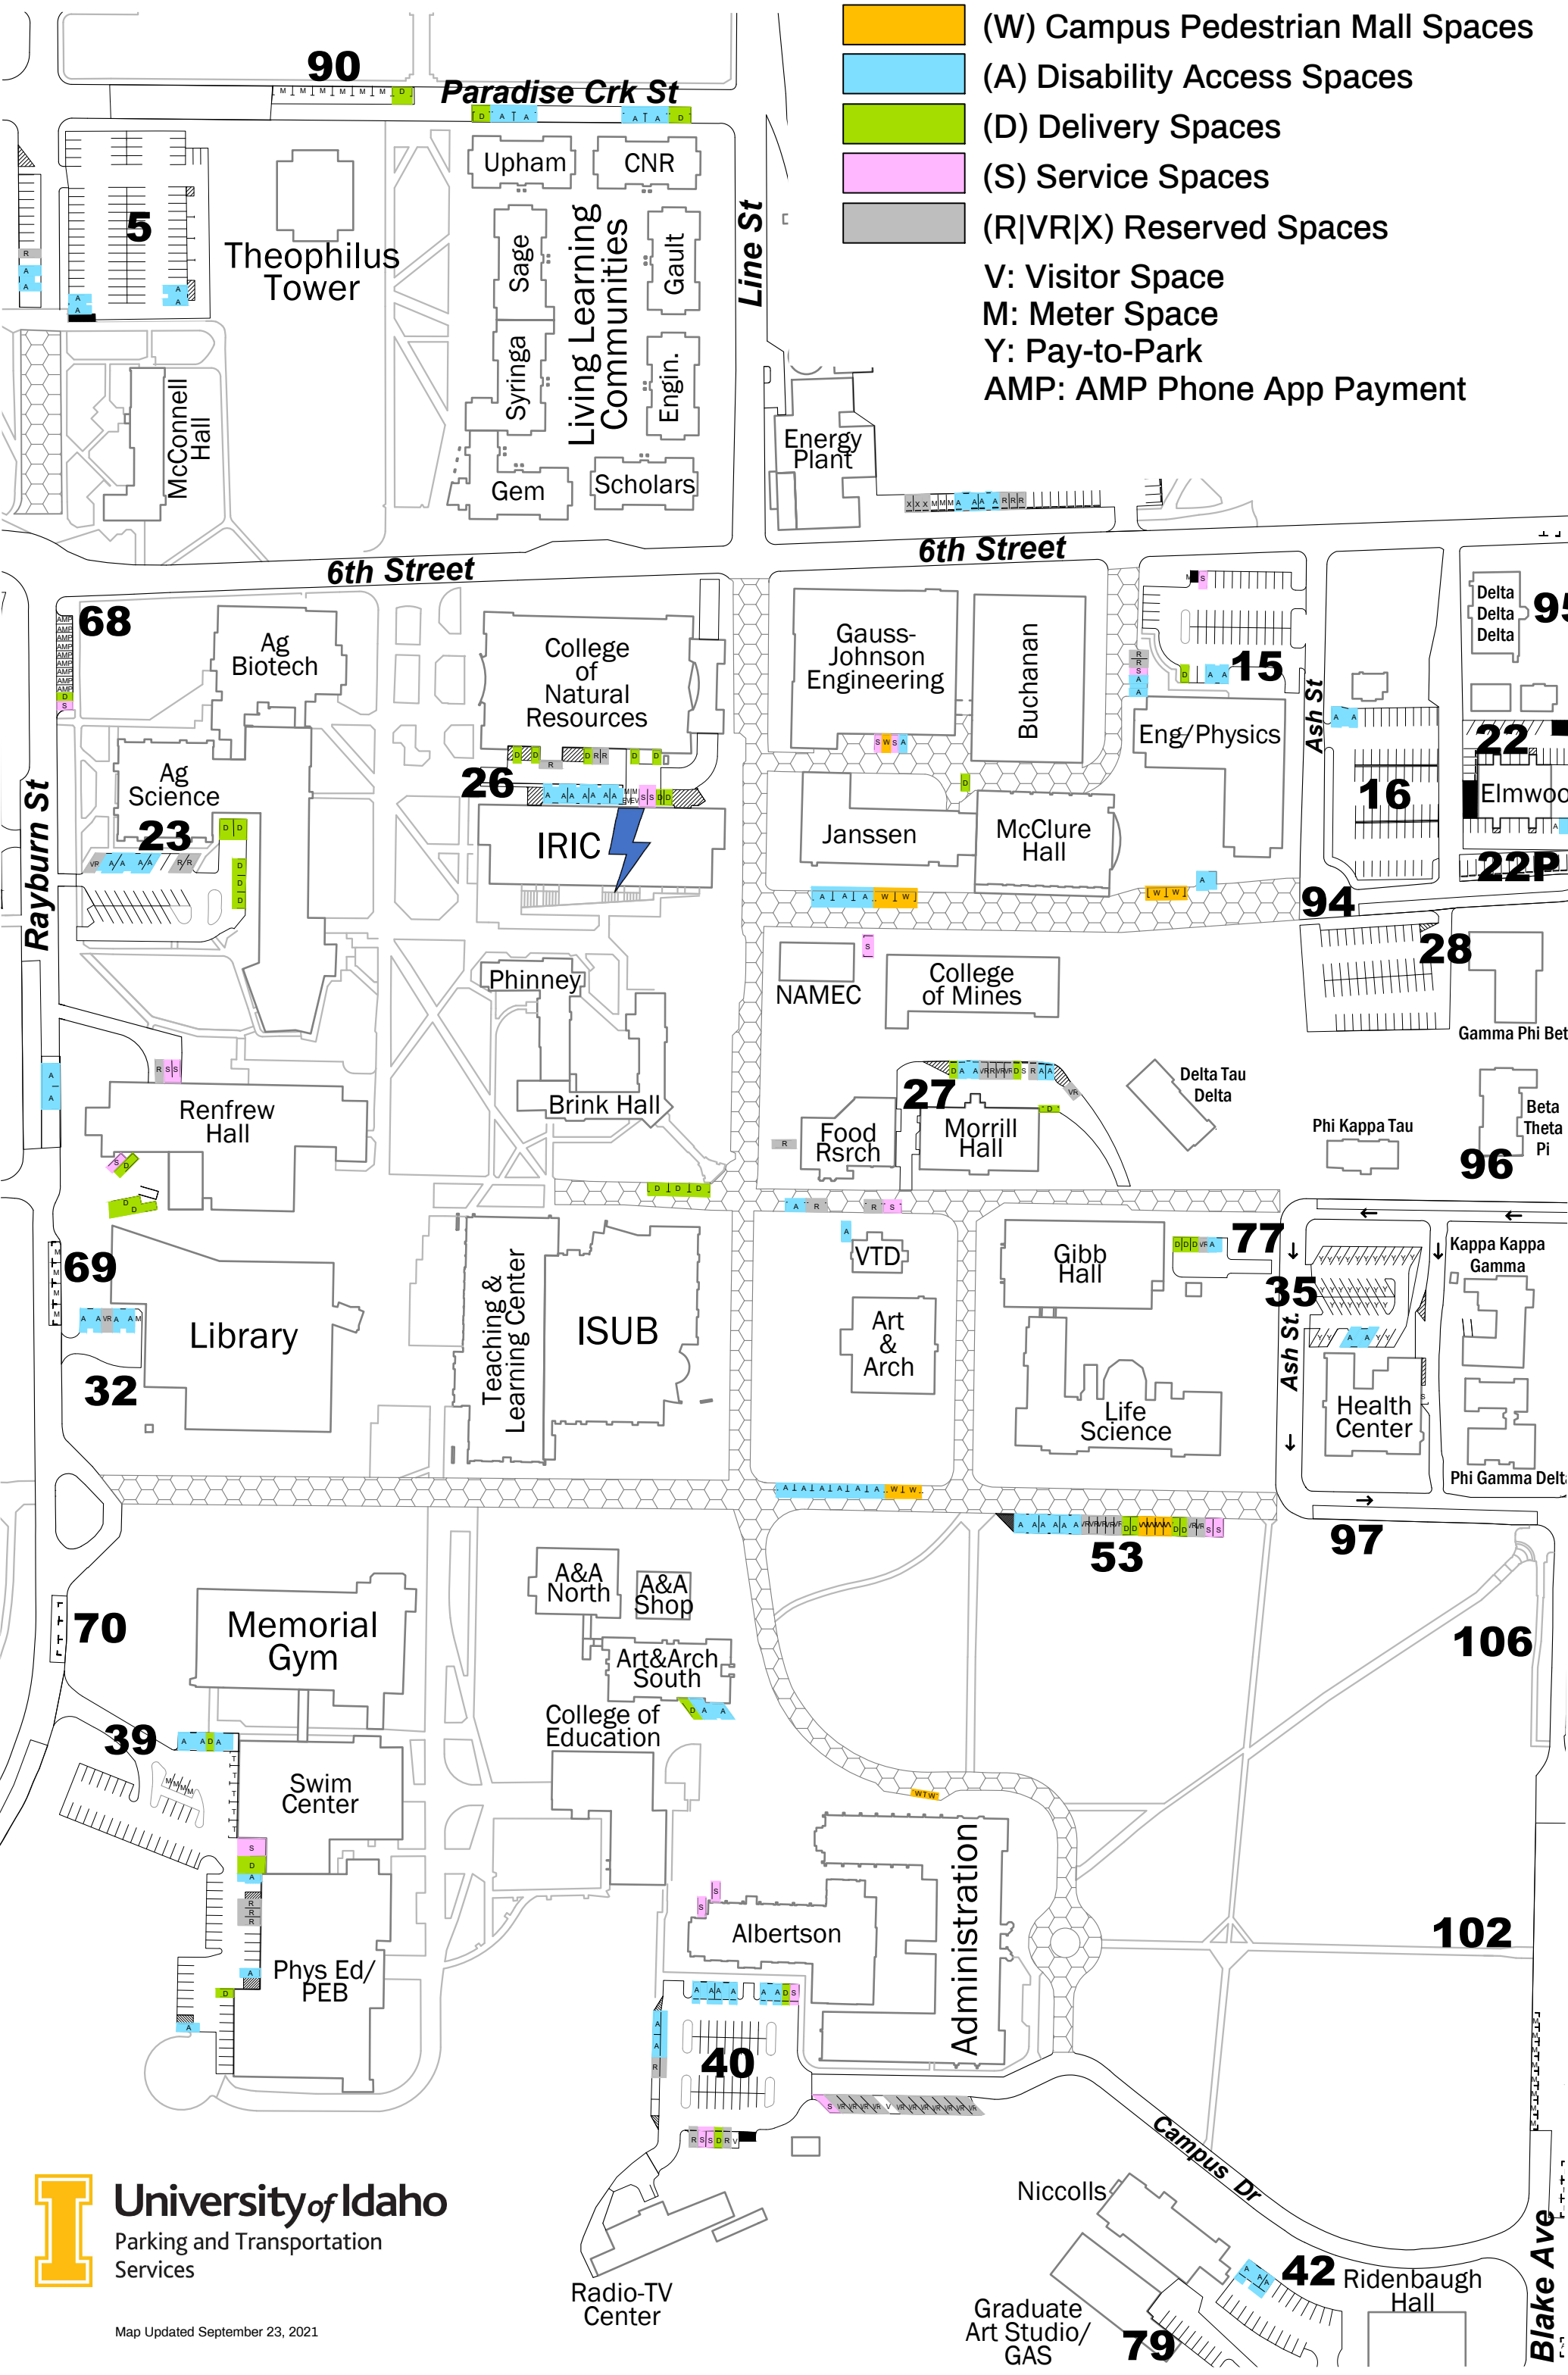 (W) Campus Pedestrian Mall Spaces
(A) Disability Access Spaces
(D) Delivery Spaces
(S) Service Spaces
(R|VR|X) Reserved Spaces
V: Visitor Space
M: Meter Space
Y: Pay-to-Park
AMP: AMP Phone App Payment
90
Paradise Crk St
Upham
CNR
5
Theophilus
Tower
Sage
Living Learning
Communities
Gault
Line St
Syringa
Engin.
McConnell
Hall
Gem
Scholars
Energy
Plant
X X X M M M A A A A R R R
6th Street
6th Street
68
Ag
Biotech
College
of
Natural
Resources
Gauss-
Johnson
Engineering
Buchanan
15
Ash St
Delta
Delta
Delta
95
Eng/Physics
22
16
Elmwoo
22P
Rayburn St
Ag
Science
23
26
IRIC
Janssen
McClure
Hall
94
28
Phinney
NAMEC
College
of Mines
Gamma Phi Bet
Renfrew
Hall
Brink Hall
27
Food
Rsrch
Morrill
Hall
Delta Tau
Delta
Phi Kappa Tau
Beta
Theta
Pi
96
69
Library
32
Teaching &
Learning Center
ISUB
VTD
Art
&
Arch
Gibb
Hall
77
35
Ash St.
Kappa Kappa
Gamma
Life
Science
Health
Center
Phi Gamma Delt
53
97
70
Memorial
Gym
A&A
North
A&A
Shop
Art&Arch
South
College of
Education
106
39
Swim
Center
Phys Ed/
PEB
Albertson
Administration
102
40
Campus Dr
Niccolls
42
Ridenbaugh
Hall
Blake Ave
Graduate
Art Studio/
GAS
79
Radio-TV
Center
I
University of Idaho
Parking and Transportation
Services
Map Updated September 23, 2021